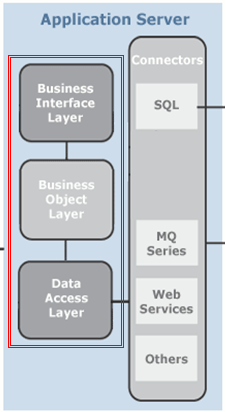 Application Server
Business
Interface
Layer
Business
Object
Layer
Data
Access
Layer
Connectors
SQL
MQ
Series
Web
Services
Others